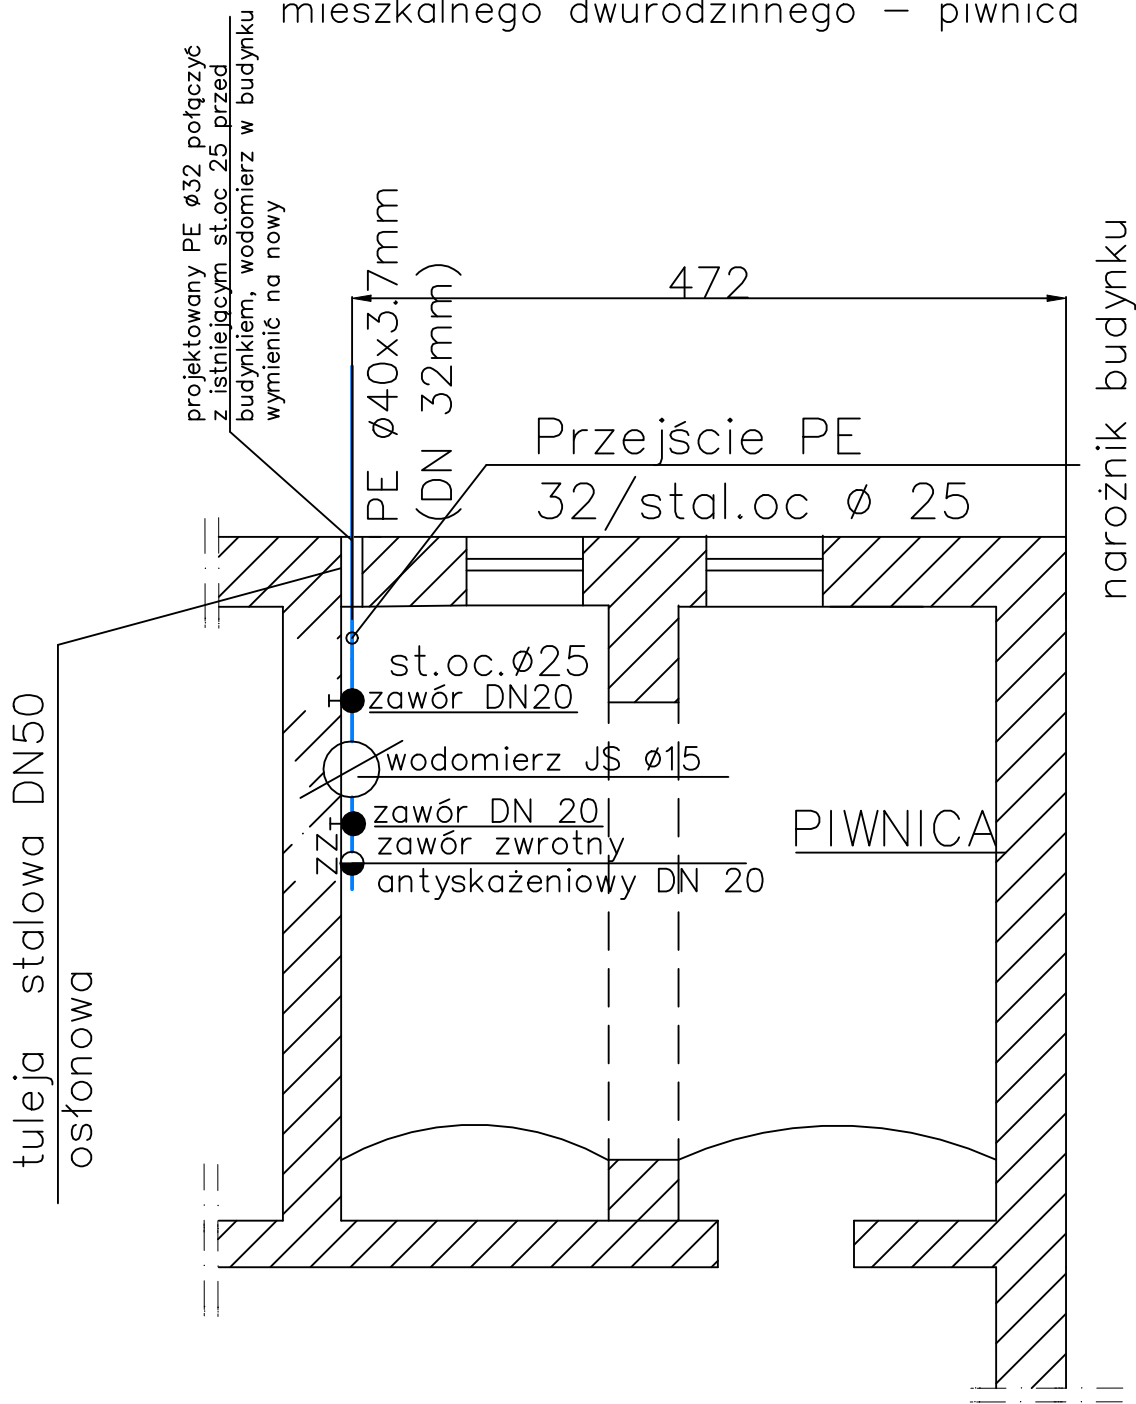 mieszkalnego dwurodzinnego – piwnica
projektowany PE ø32 połączyć
z istniejącym st.oc 25 przed
budynkiem, wodomierz w budynku
wymienić na nowy
PE ø40x3.7mm
(DN 32mm)
472
narożnik budynku
Przejście PE
32/stal.oc ø 25
st.oc.ø25
zawór DN20
wodomierz JS ø15
zawór DN 20
ZZ
zawór zwrotny
antyskażeniowy DN 20
PIWNICA
tuleja stalowa DN50
osłonowa